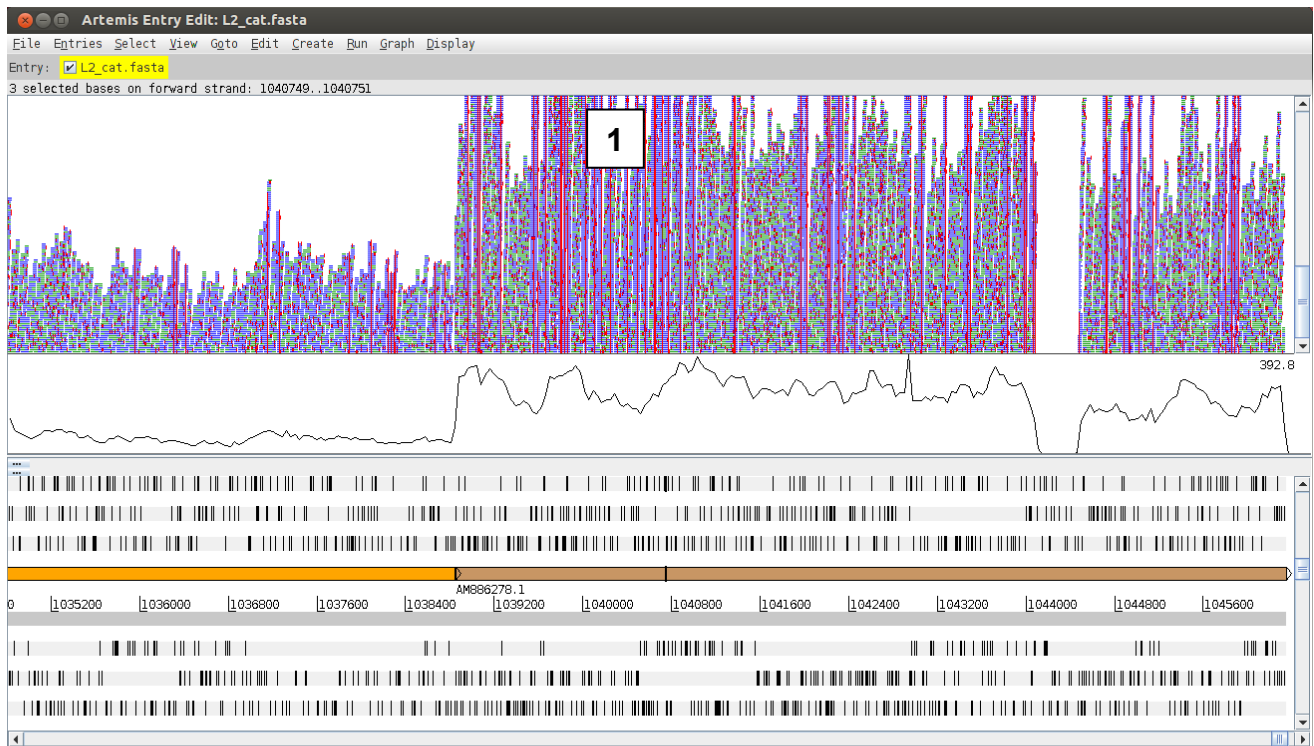 Artemis Entry Edit: L2_cat.fasta
File Entries Select View Goto Edit Create Run Graph Display
Entry: L2_cat.fasta
3 selected bases on forward strand: 1040749..1040751
1
392.8
AM886278.1
0 1035200 1036000 1036800 1037600 1038400 1039200 1040000 1040800 1041600 1042400 1043200 1044000 1044800 1045600